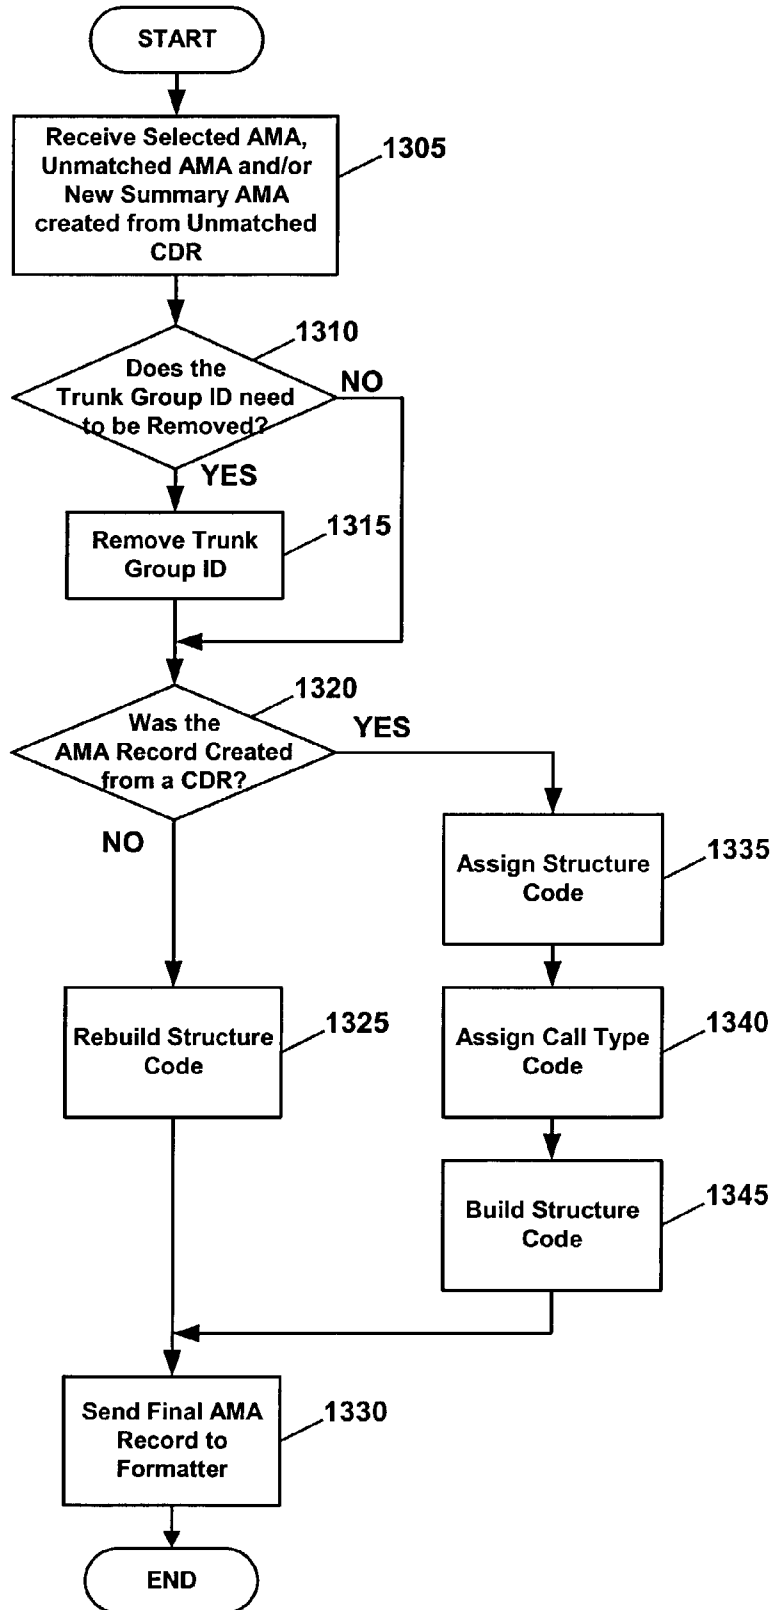 START
Receive Selected AMA,
Unmatched AMA and/or
New Summary AMA
created from Unmatched
CDR
1305
1310
Does the
Trunk Group ID need
to be Removed?
NO
YES
Remove Trunk
Group ID
1315
1320
Was the
AMA Record Created
from a CDR?
YES
NO
Assign Structure
Code
1335
Rebuild Structure
Code
1325
Assign Call Type
Code
1340
Build Structure
Code
1345
Send Final AMA
Record to
Formatter
1330
END